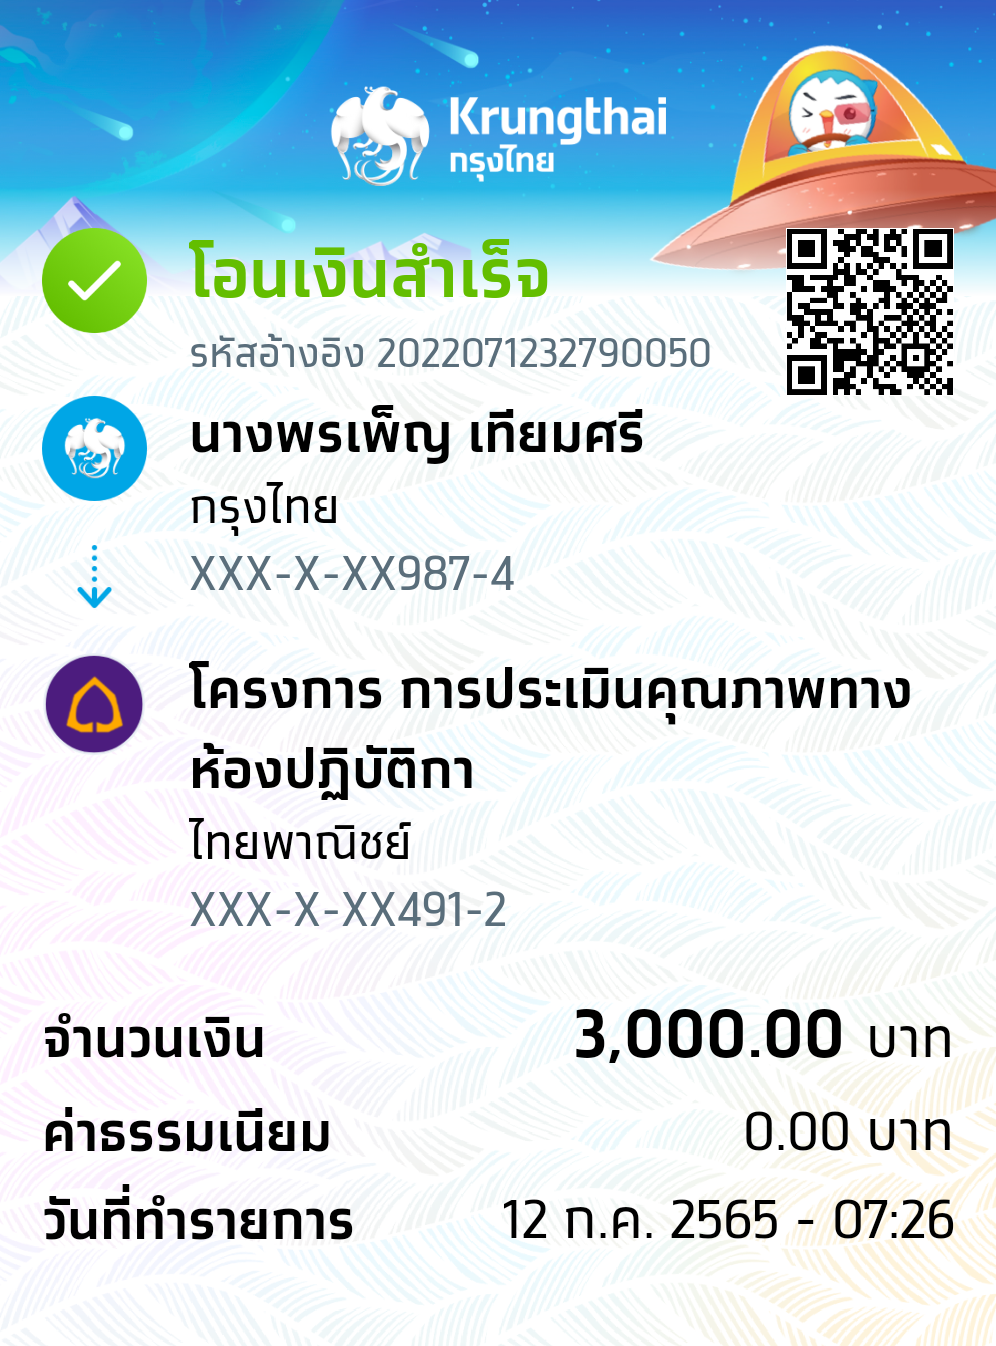 Krungthai
กรุงไทย
โอนเงินสำเร็จ
รหัสอ้างอิง 2022071232790050
นางพรเพ็ญ เทียมศรี
กรุงไทย
XXX-X-XX987-4
โครงการ การประเมินคุณภาพทาง
ห้องปฏิบัติกา
ไทยพาณิชย์
XXX-X-XX491-2
จำนวนเงิน 3,000.00 บาท
ค่าธรรมเนียม 0.00 บาท
วันที่ทำรายการ 12 ก.ค. 2565 - 07:26